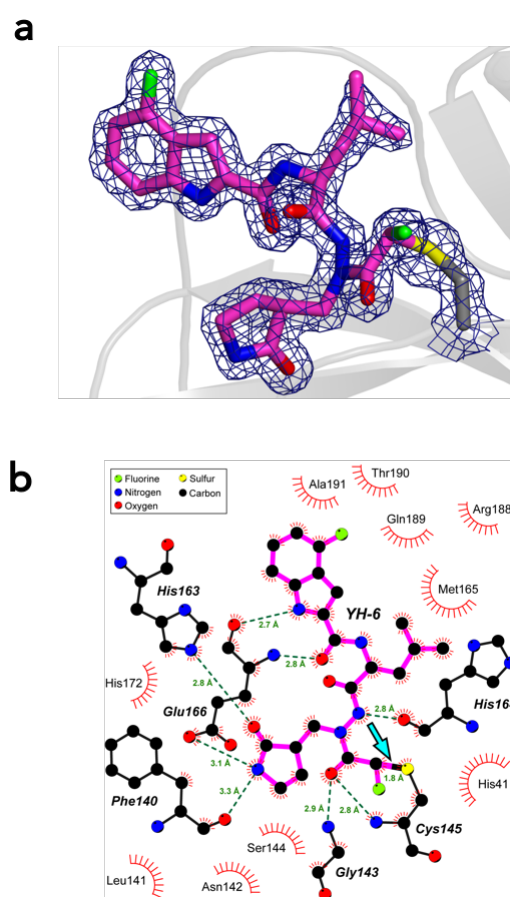 a
b
Fluorine
Sulfur
Nitrogen
Carbon
Oxygen
Ala191
Thr190
Gln189
Arg188
Met165
His163
YH-6
2.7 Å
2.8 Å
His172
2.8 Å
Glu166
2.8 Å
His16
3.1 Å
1.8 Å
His41
3.3 Å
Phe140
2.9 Å
2.8 Å
Cys145
Ser144
Gly143
Leu141
Asn142